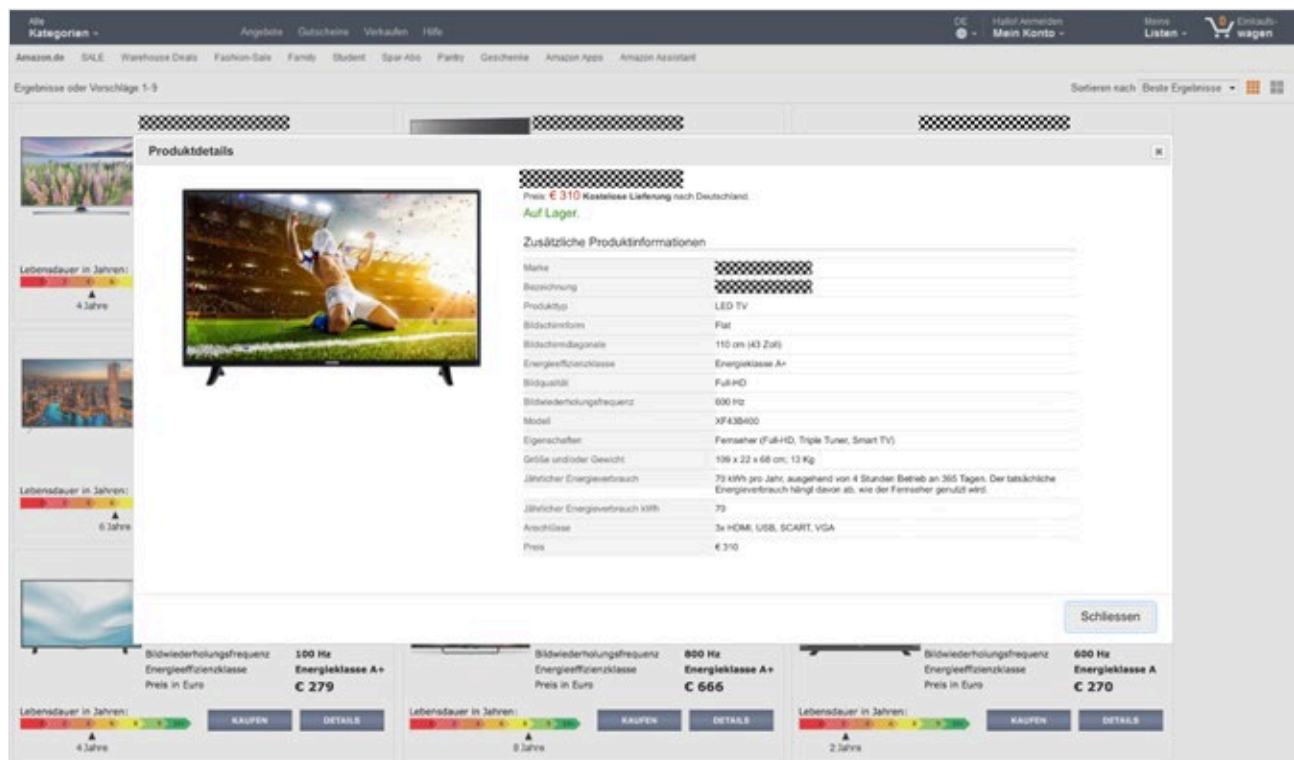 Alle
Kategorien
Angebote Gutscheine Verkaufen Hilfe
DE
Hallo! Anmelden
Mein Konto
Meine
Listen
0
Einkaufs-
wagen
Amazon.de SALE Warehouse Deals Fashion-Sale Family Student Spar-Abo Pantry Geschenke Amazon Apps Amazon Assistant
Ergebnisse oder Vorschläge 1-9
Sortieren nach Beste Ergebnisse
Produktdetails
Preis: € 310 Kostelose Lieferung nach Deutschland.
Auf Lager.
Zusätzliche Produktinformationen
Marke
Bezeichnung
Produkttyp LED TV
Bildschirmform Flat
Bildschirmdiagonale 110 cm (43 Zoll)
Energieeffizienzklasse Energieklasse A+
Bildqualität Full-HD
Bildwiederholungsfrequenz 600 Hz
Modell XF43B400
Eigenschaften Fernseher (Full-HD, Triple Tuner, Smart TV)
Größe und/oder Gewicht 109 x 22 x 68 cm; 13 Kg
Jährlicher Energieverbrauch 70 kWh pro Jahr, ausgehend von 4 Stunden Betrieb an 365 Tagen. Der tatsächliche
Energieverbrauch hängt davon ab, wie der Fernseher genutzt wird.
Jährlicher Energieverbrauch kWh 70
Anschlüsse 3x HDMI, USB, SCART, VGA
Preis € 310
Schliessen
Lebensdauer in Jahren:
4 Jahre
Lebensdauer in Jahren:
6 Jahre
Bildwiederholungsfrequenz 100 Hz
Energieeffizienzklasse Energieklasse A+
Preis in Euro € 279
Lebensdauer in Jahren:
KAUFEN DETAILS
4 Jahre
Bildwiederholungsfrequenz 800 Hz
Energieeffizienzklasse Energieklasse A+
Preis in Euro € 666
Lebensdauer in Jahren:
KAUFEN DETAILS
8 Jahre
Bildwiederholungsfrequenz 600 Hz
Energieeffizienzklasse Energieklasse A
Preis in Euro € 270
Lebensdauer in Jahren:
KAUFEN DETAILS
2 Jahre